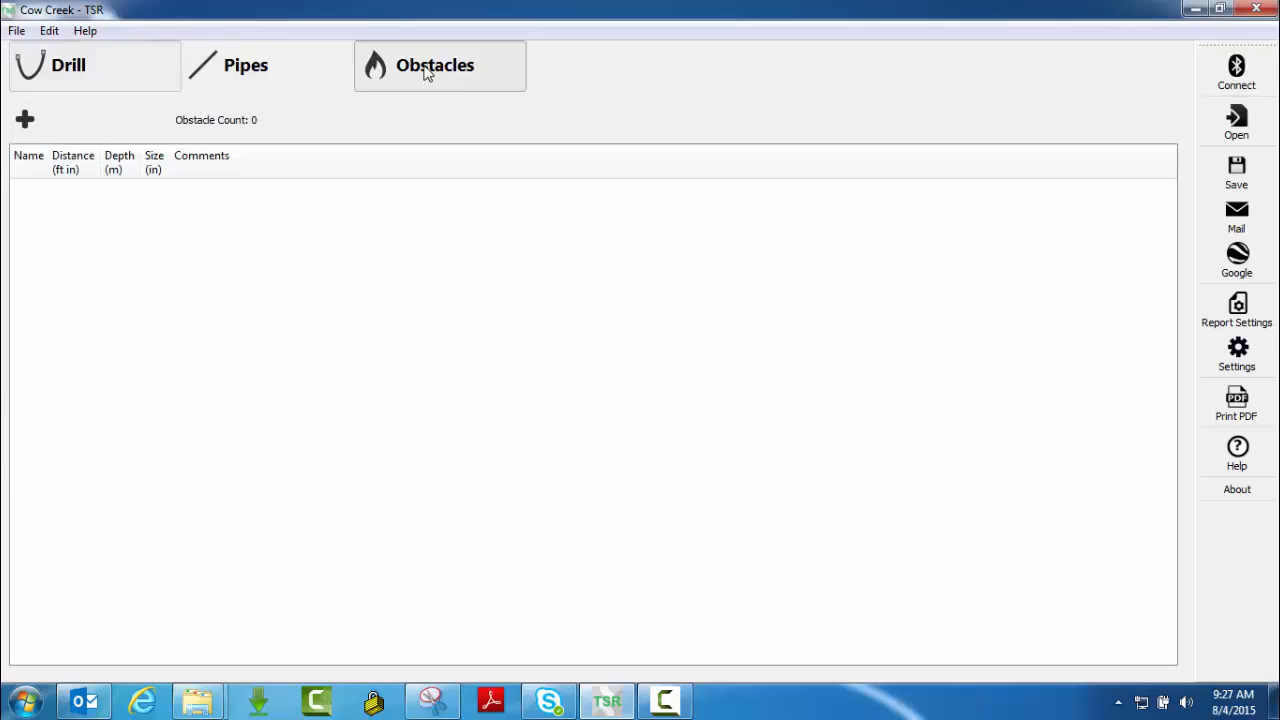 Cow Creek - TSR
File Edit Help
Drill Pipes Obstacles
Obstacle Count: 0
Name Distance Depth Size Comments
(ft in) (m) (in)
Connect
Open
Save
Mail
Google
Report Settings
Settings
PDF
Print PDF
?
Help
About
TSR
9:27 AM
8/4/2015